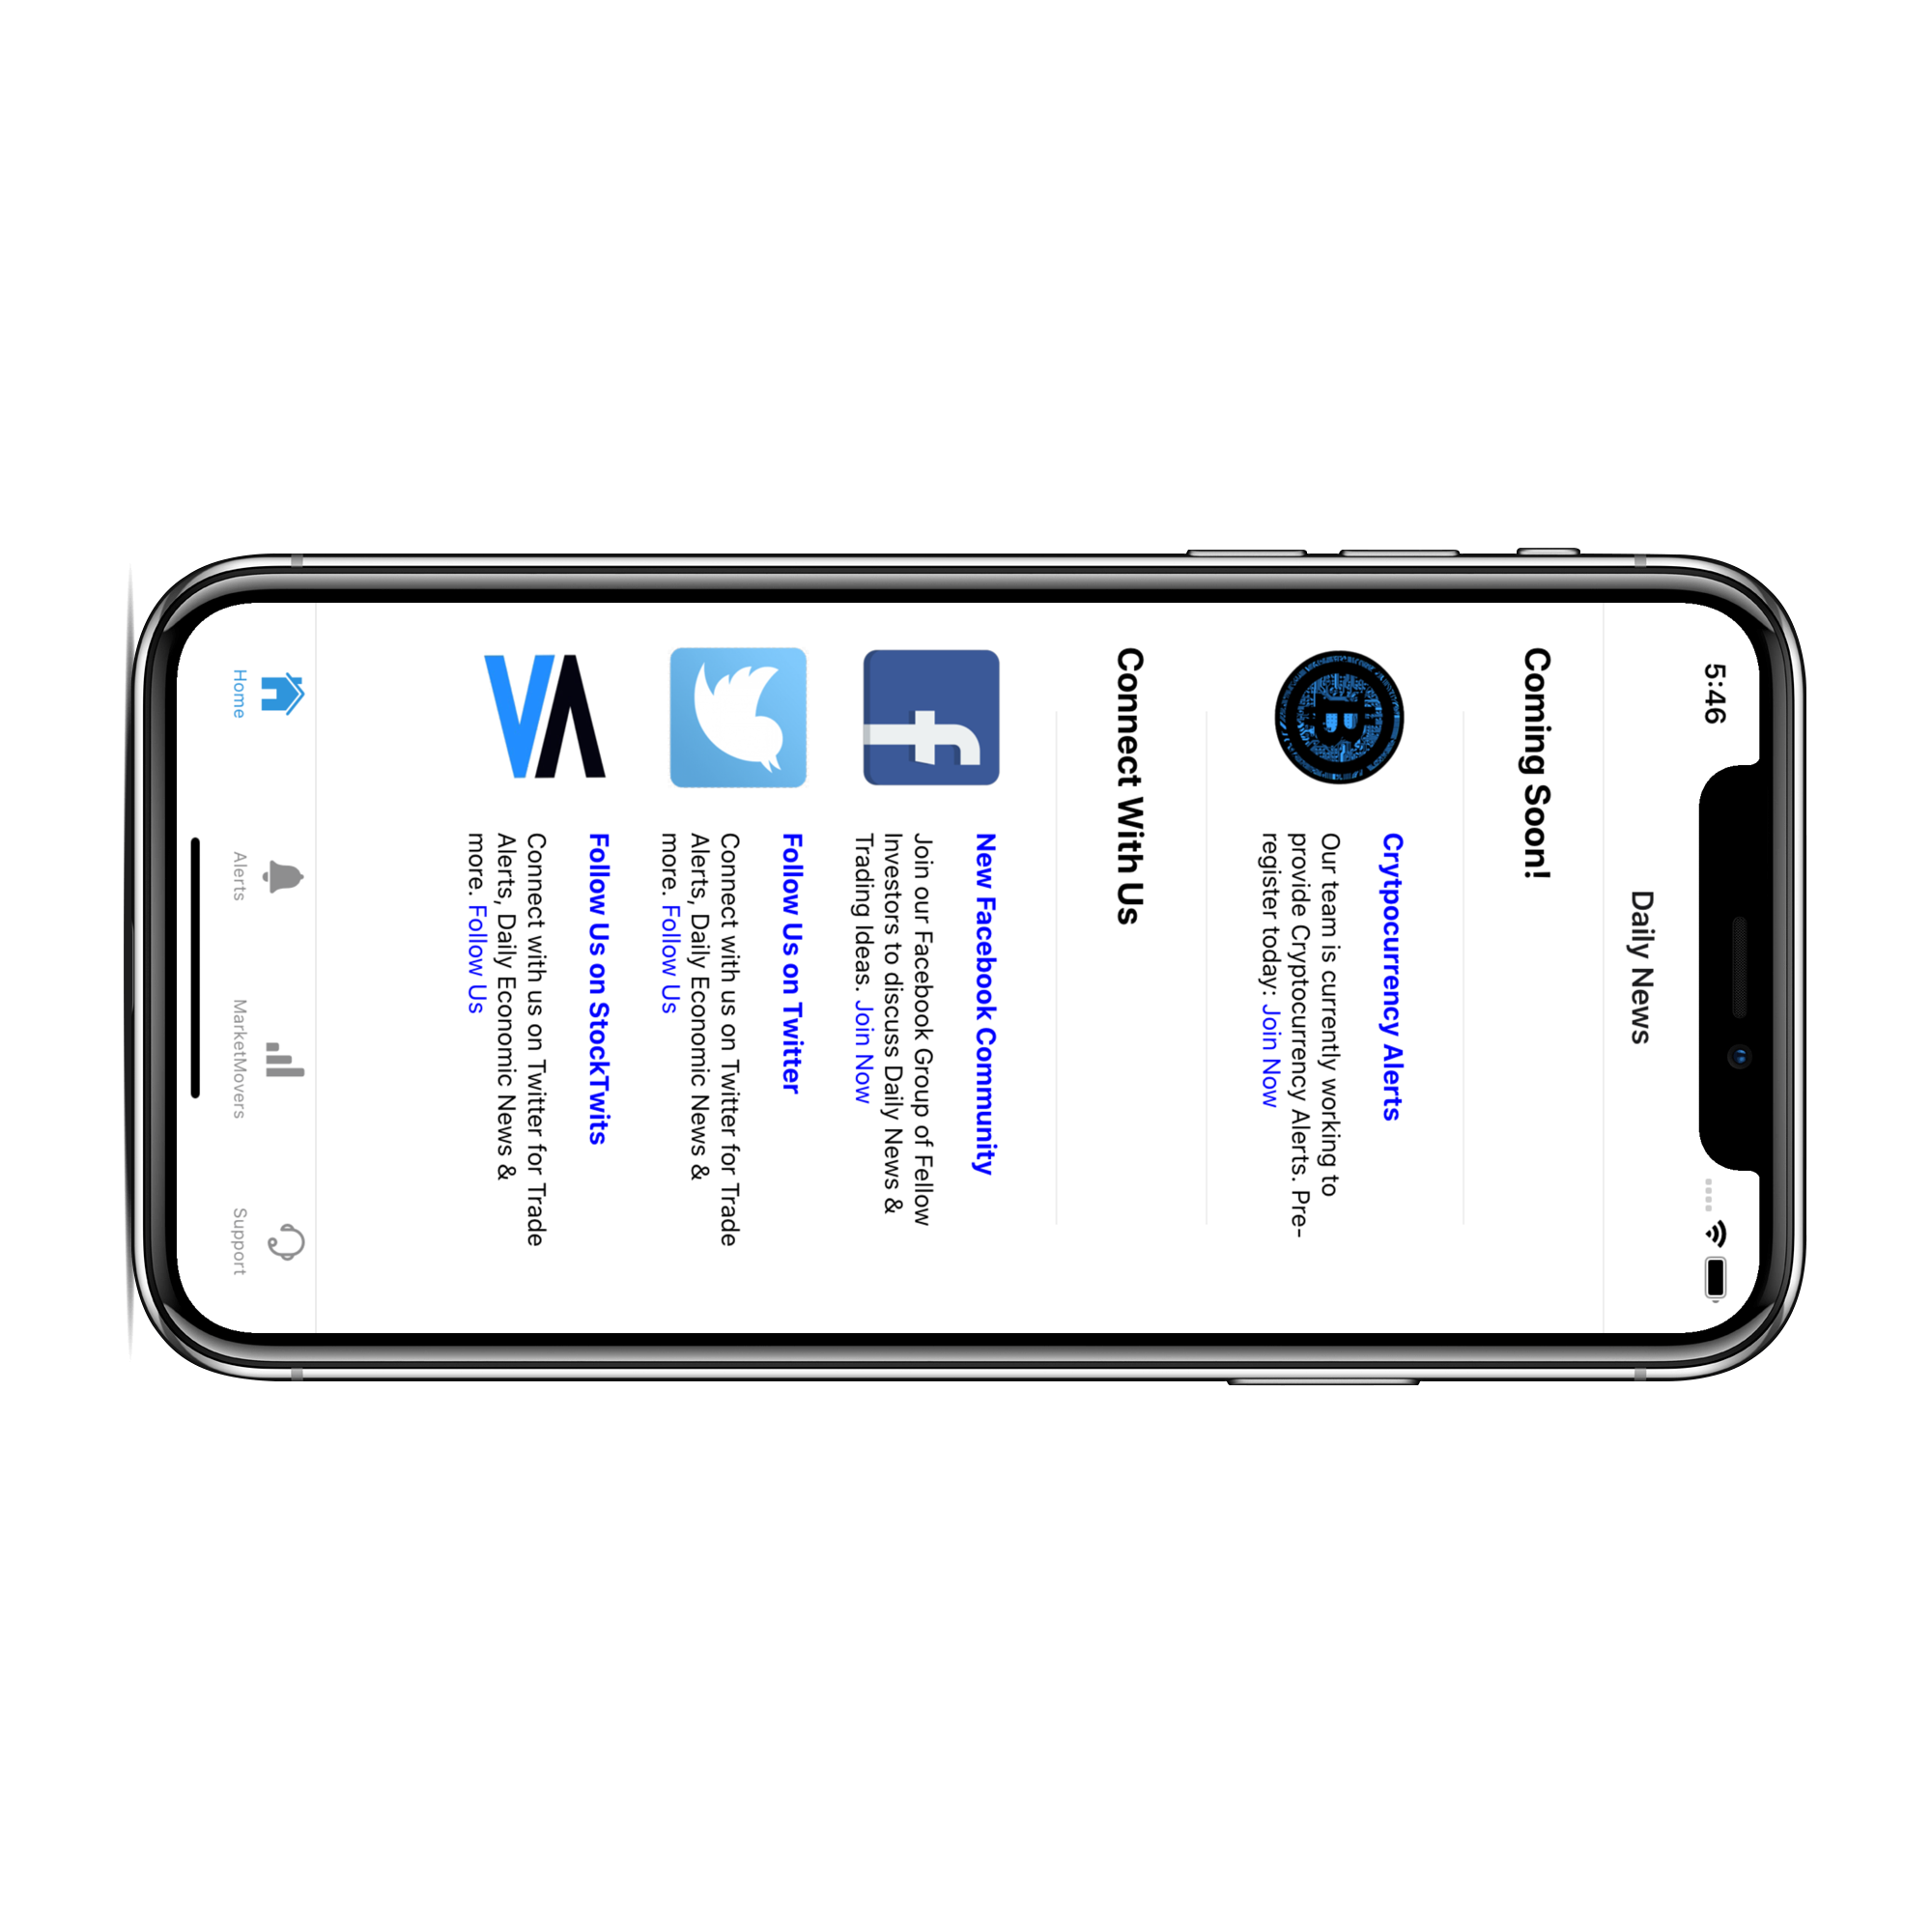 5:46
Daily News
Coming Soon!
Crytpocurrency Alerts
Our team is currently working to
provide Cryptocurrency Alerts. Pre-
register today: Join Now
Connect With Us
New Facebook Community
Join our Facebook Group of Fellow
Investors to discuss Daily News &
Trading Ideas. Join Now
Follow Us on Twitter
Connect with us on Twitter for Trade
Alerts, Daily Economic News &
more. Follow Us
Follow Us on StockTwits
Connect with us on Twitter for Trade
Alerts, Daily Economic News &
more. Follow Us
Home
Alerts
MarketMovers
Support